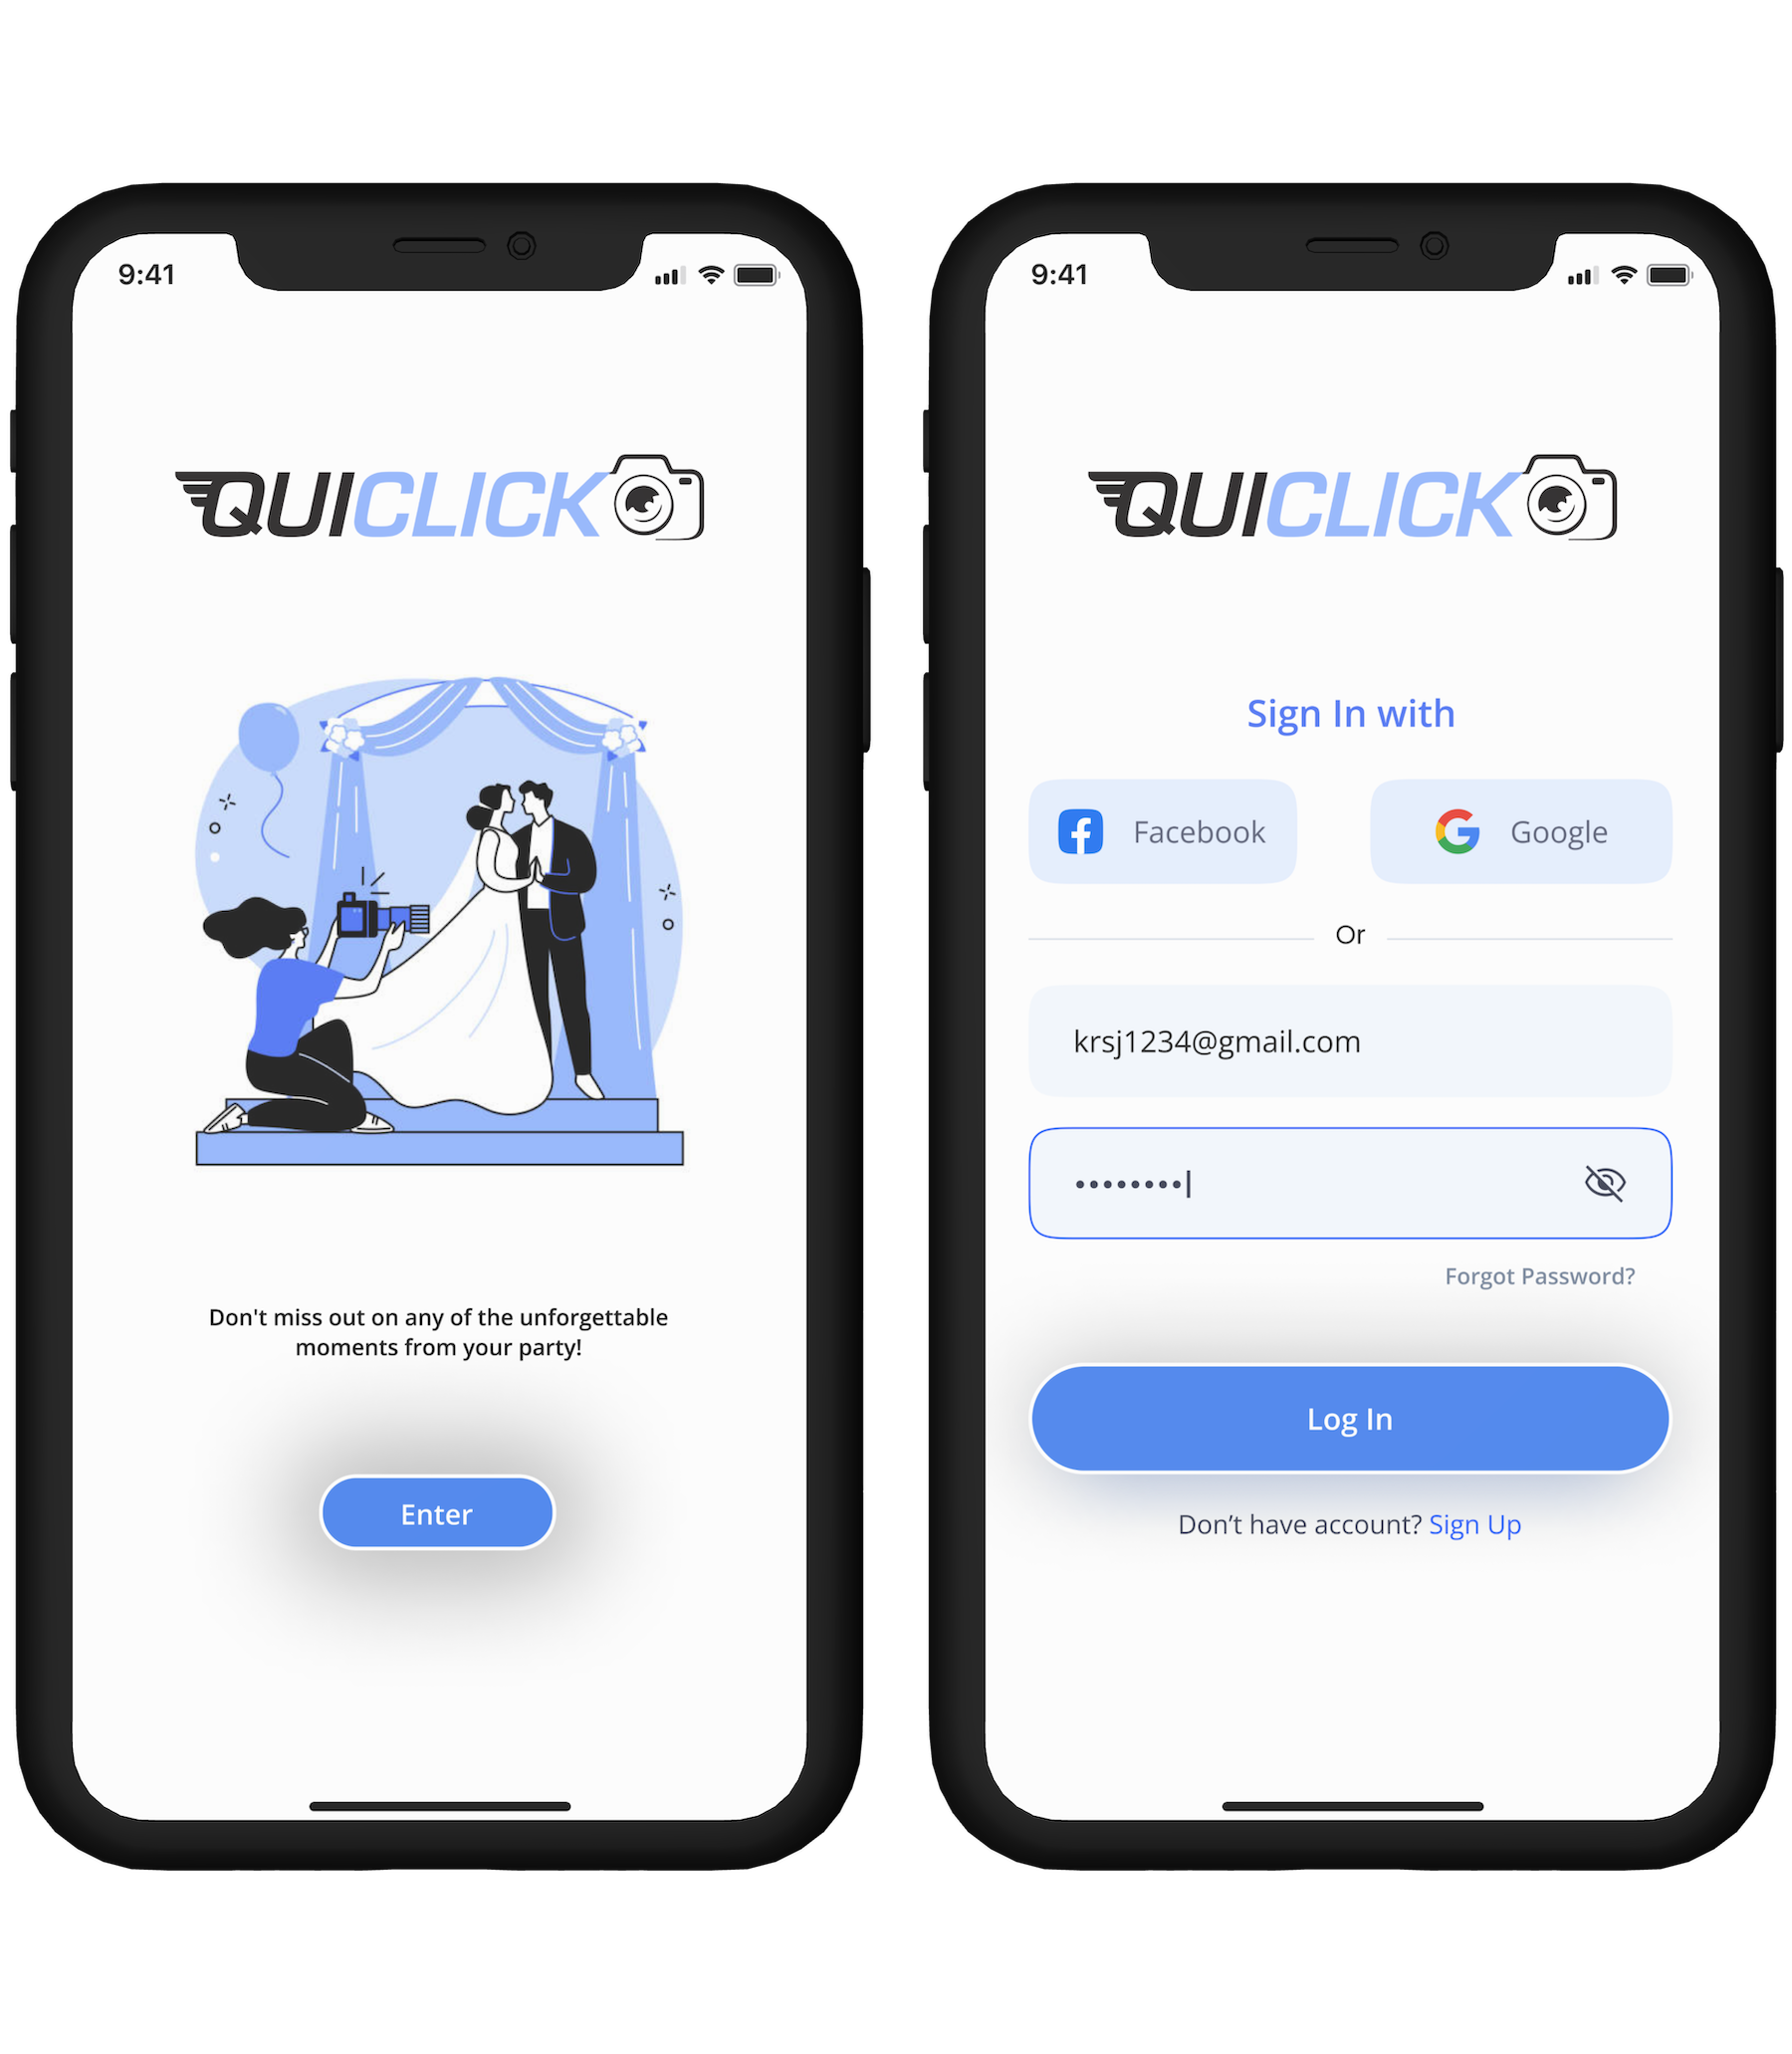 9:41
QUICLICK
Don't miss out on any of the unforgettable
moments from your party!
Enter
9:41
QUICLICK
Sign In with
Facebook
Google
Or
krsj1234@gmail.com
••••••••
Forgot Password?
Log In
Don’t have account? Sign Up